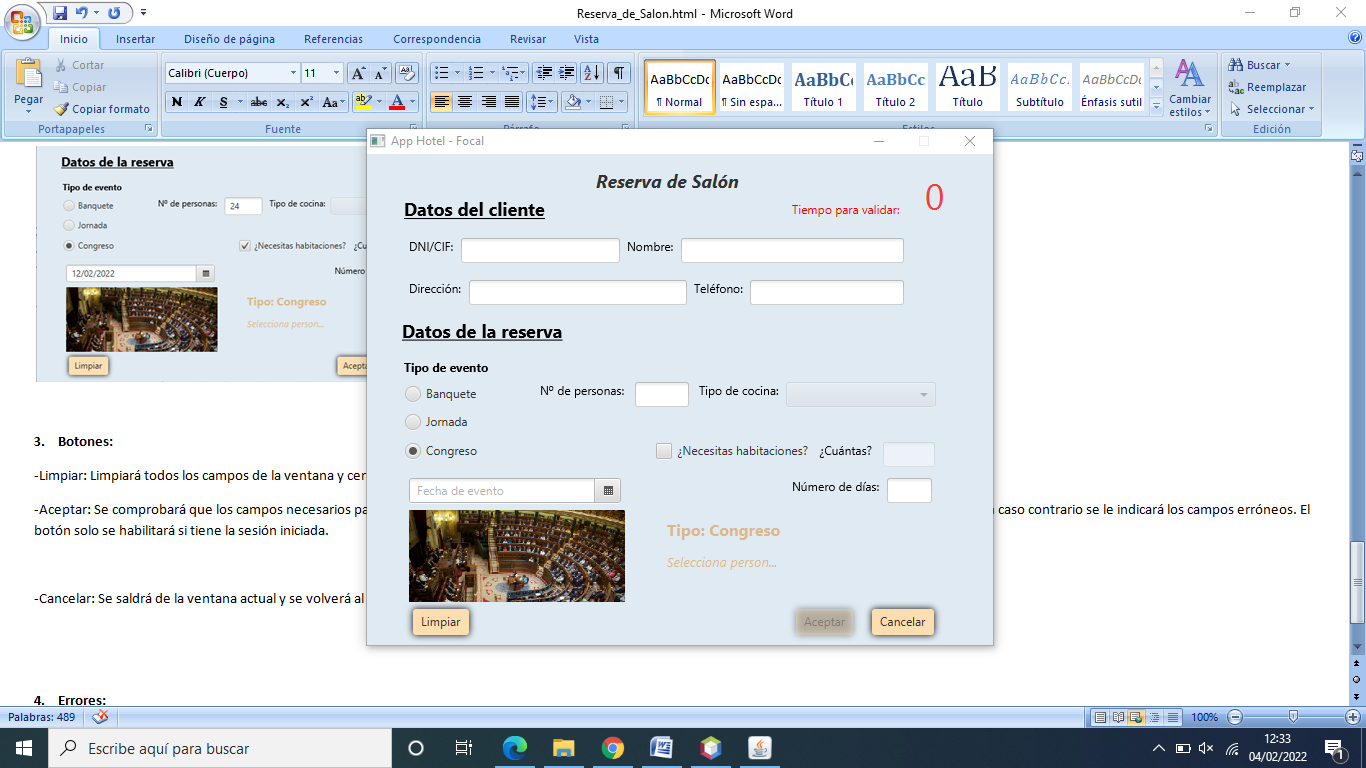 Reserva_de_Salon.html - Microsoft Word
Inicio Insertar Diseño de página Referencias Correspondencia Revisar Vista
Pegar
Cortar
Copiar
Copiar formato
Portapapeles
Calibri (Cuerpo) 11
N K S abc x₂ x² Aa
Fuente
Párrafo
AaBbCcDc AaBbCcDc AaBbCc AaBbCc AaB AaBbCc. AaBbCcDc
¶ Normal ¶ Sin espa... Título 1 Título 2 Título Subtítulo Énfasis sutil
Cambiar estilos
Estilos
Buscar
Reemplazar
Seleccionar
Edición
Datos de la reserva
Tipo de evento
Banquete Nº de personas: 24 Tipo de cocina:
Jornada
Congreso ¿Necesitas habitaciones? ¿Cu
12/02/2022 Número
Tipo: Congreso
Selecciona person...
Limpiar Acept
3. Botones:
-Limpiar: Limpiará todos los campos de la ventana y cer
-Aceptar: Se comprobará que los campos necesarios pa
caso contrario se le indicará los campos erróneos. El
botón solo se habilitará si tiene la sesión iniciada.
-Cancelar: Se saldrá de la ventana actual y se volverá al
4. Errores:
App Hotel - Focal
Reserva de Salón
Datos del cliente
Tiempo para validar: 0
DNI/CIF: Nombre:
Dirección: Teléfono:
Datos de la reserva
Tipo de evento
Banquete Nº de personas: Tipo de cocina:
Jornada
Congreso ¿Necesitas habitaciones? ¿Cuántas?
Fecha de evento Número de días:
Tipo: Congreso
Selecciona person...
Limpiar Aceptar Cancelar
Palabras: 489 100%
Escribe aquí para buscar
12:33
04/02/2022
1